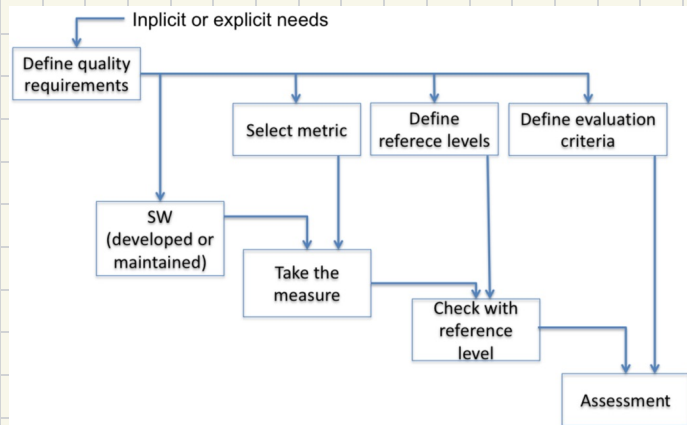 Inplicit or explicit needs
Define quality
requirements
Select metric
Define
referece levels
Define evaluation
criteria
SW
(developed or
maintained)
Take the
measure
Check with
reference
level
Assessment